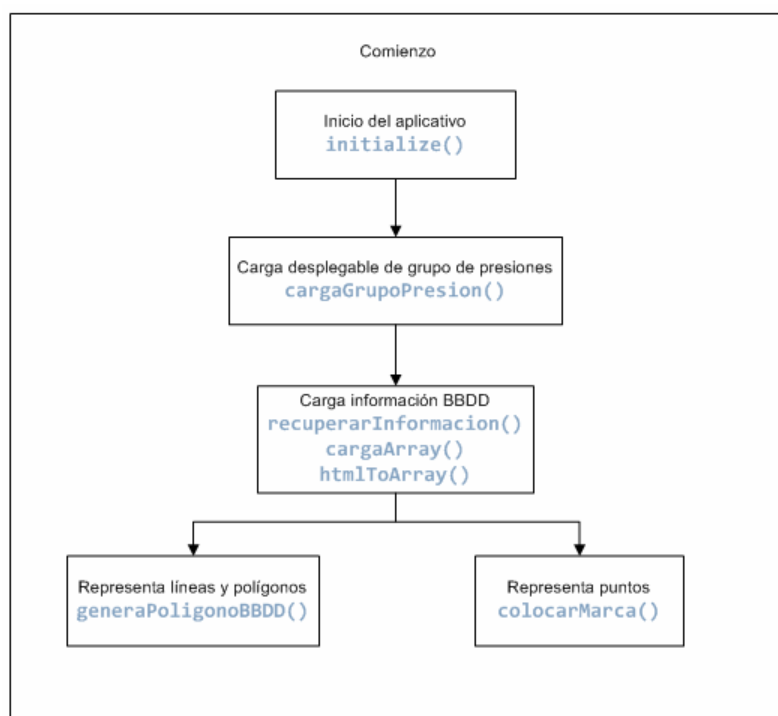 Comienzo
Inicio del aplicativo
initialize()
Carga desplegable de grupo de presiones
cargaGrupoPresion()
Carga información BBDD
recuperarInformacion()
cargaArray()
htmlToArray()
Representa líneas y polígonos
generaPoligonoBBDD()
Representa puntos
colocarMarca()